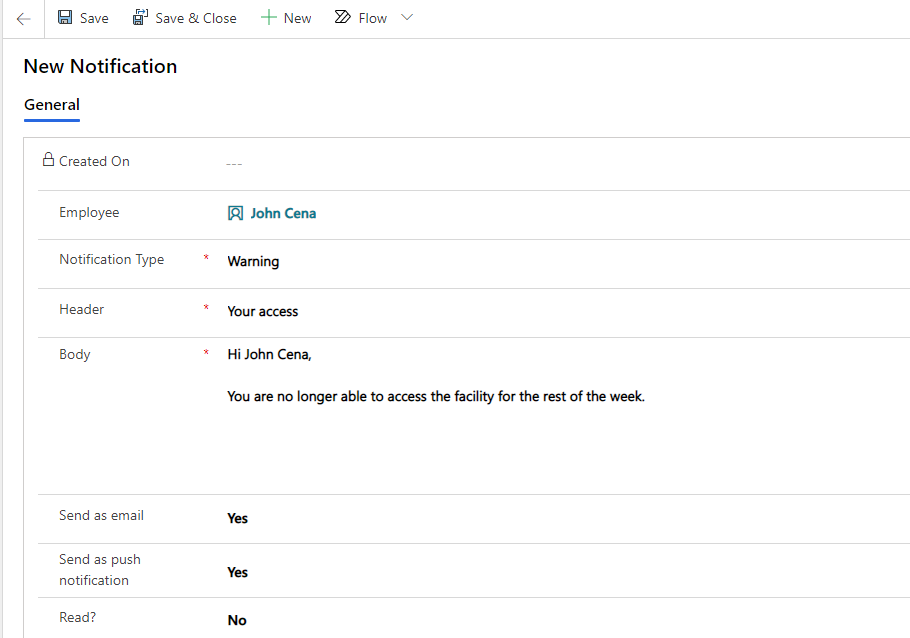 Save Save & Close New Flow
New Notification
General
Created On ---
Employee John Cena
Notification Type * Warning
Header * Your access
Body * Hi John Cena,
You are no longer able to access the facility for the rest of the week.
Send as email Yes
Send as push
notification Yes
Read? No